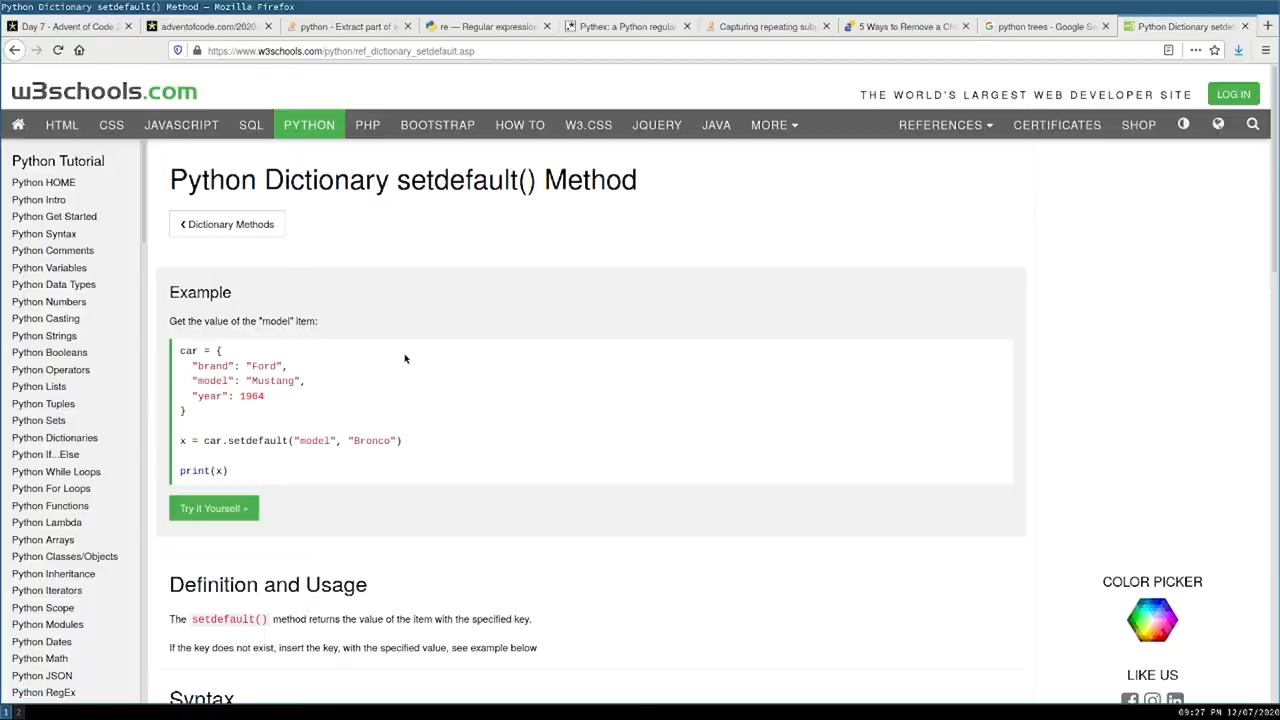 Python Dictionary setdefault() Method – Mozilla Firefox
Day 7 - Advent of Code 2
adventofcode.com/2020
python - Extract part of a
re — Regular expression
Pythex: a Python regular
Capturing repeating sub
5 Ways to Remove a Cha
python trees - Google Se
Python Dictionary setde
https://www.w3schools.com/python/ref_dictionary_setdefault.asp
w3schools.com
THE WORLD'S LARGEST WEB DEVELOPER SITE
LOG IN
HTML CSS JAVASCRIPT SQL PYTHON PHP BOOTSTRAP HOW TO W3.CSS JQUERY JAVA MORE REFERENCES CERTIFICATES SHOP
Python Tutorial
Python HOME
Python Intro
Python Get Started
Python Syntax
Python Comments
Python Variables
Python Data Types
Python Numbers
Python Casting
Python Strings
Python Booleans
Python Operators
Python Lists
Python Tuples
Python Sets
Python Dictionaries
Python If...Else
Python While Loops
Python For Loops
Python Functions
Python Lambda
Python Arrays
Python Classes/Objects
Python Inheritance
Python Iterators
Python Scope
Python Modules
Python Dates
Python Math
Python JSON
Python RegEx
Python Dictionary setdefault() Method
❮ Dictionary Methods
Example
Get the value of the "model" item:
car = {
"brand": "Ford",
"model": "Mustang",
"year": 1964
}
x = car.setdefault("model", "Bronco")
print(x)
Try it Yourself »
Definition and Usage
The setdefault() method returns the value of the item with the specified key.
If the key does not exist, insert the key, with the specified value, see example below
Syntax
COLOR PICKER
LIKE US
1 2
09:27 PM 12/07/2020